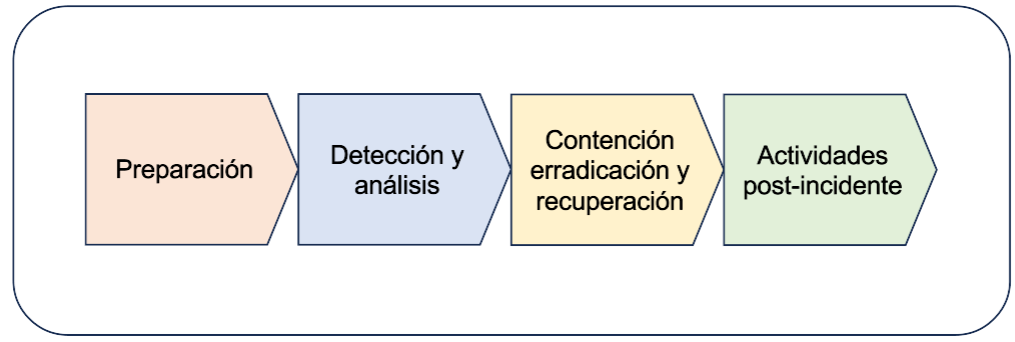 Preparación
Detección y
análisis
Contención
erradicación y
recuperación
Actividades
post-incidente